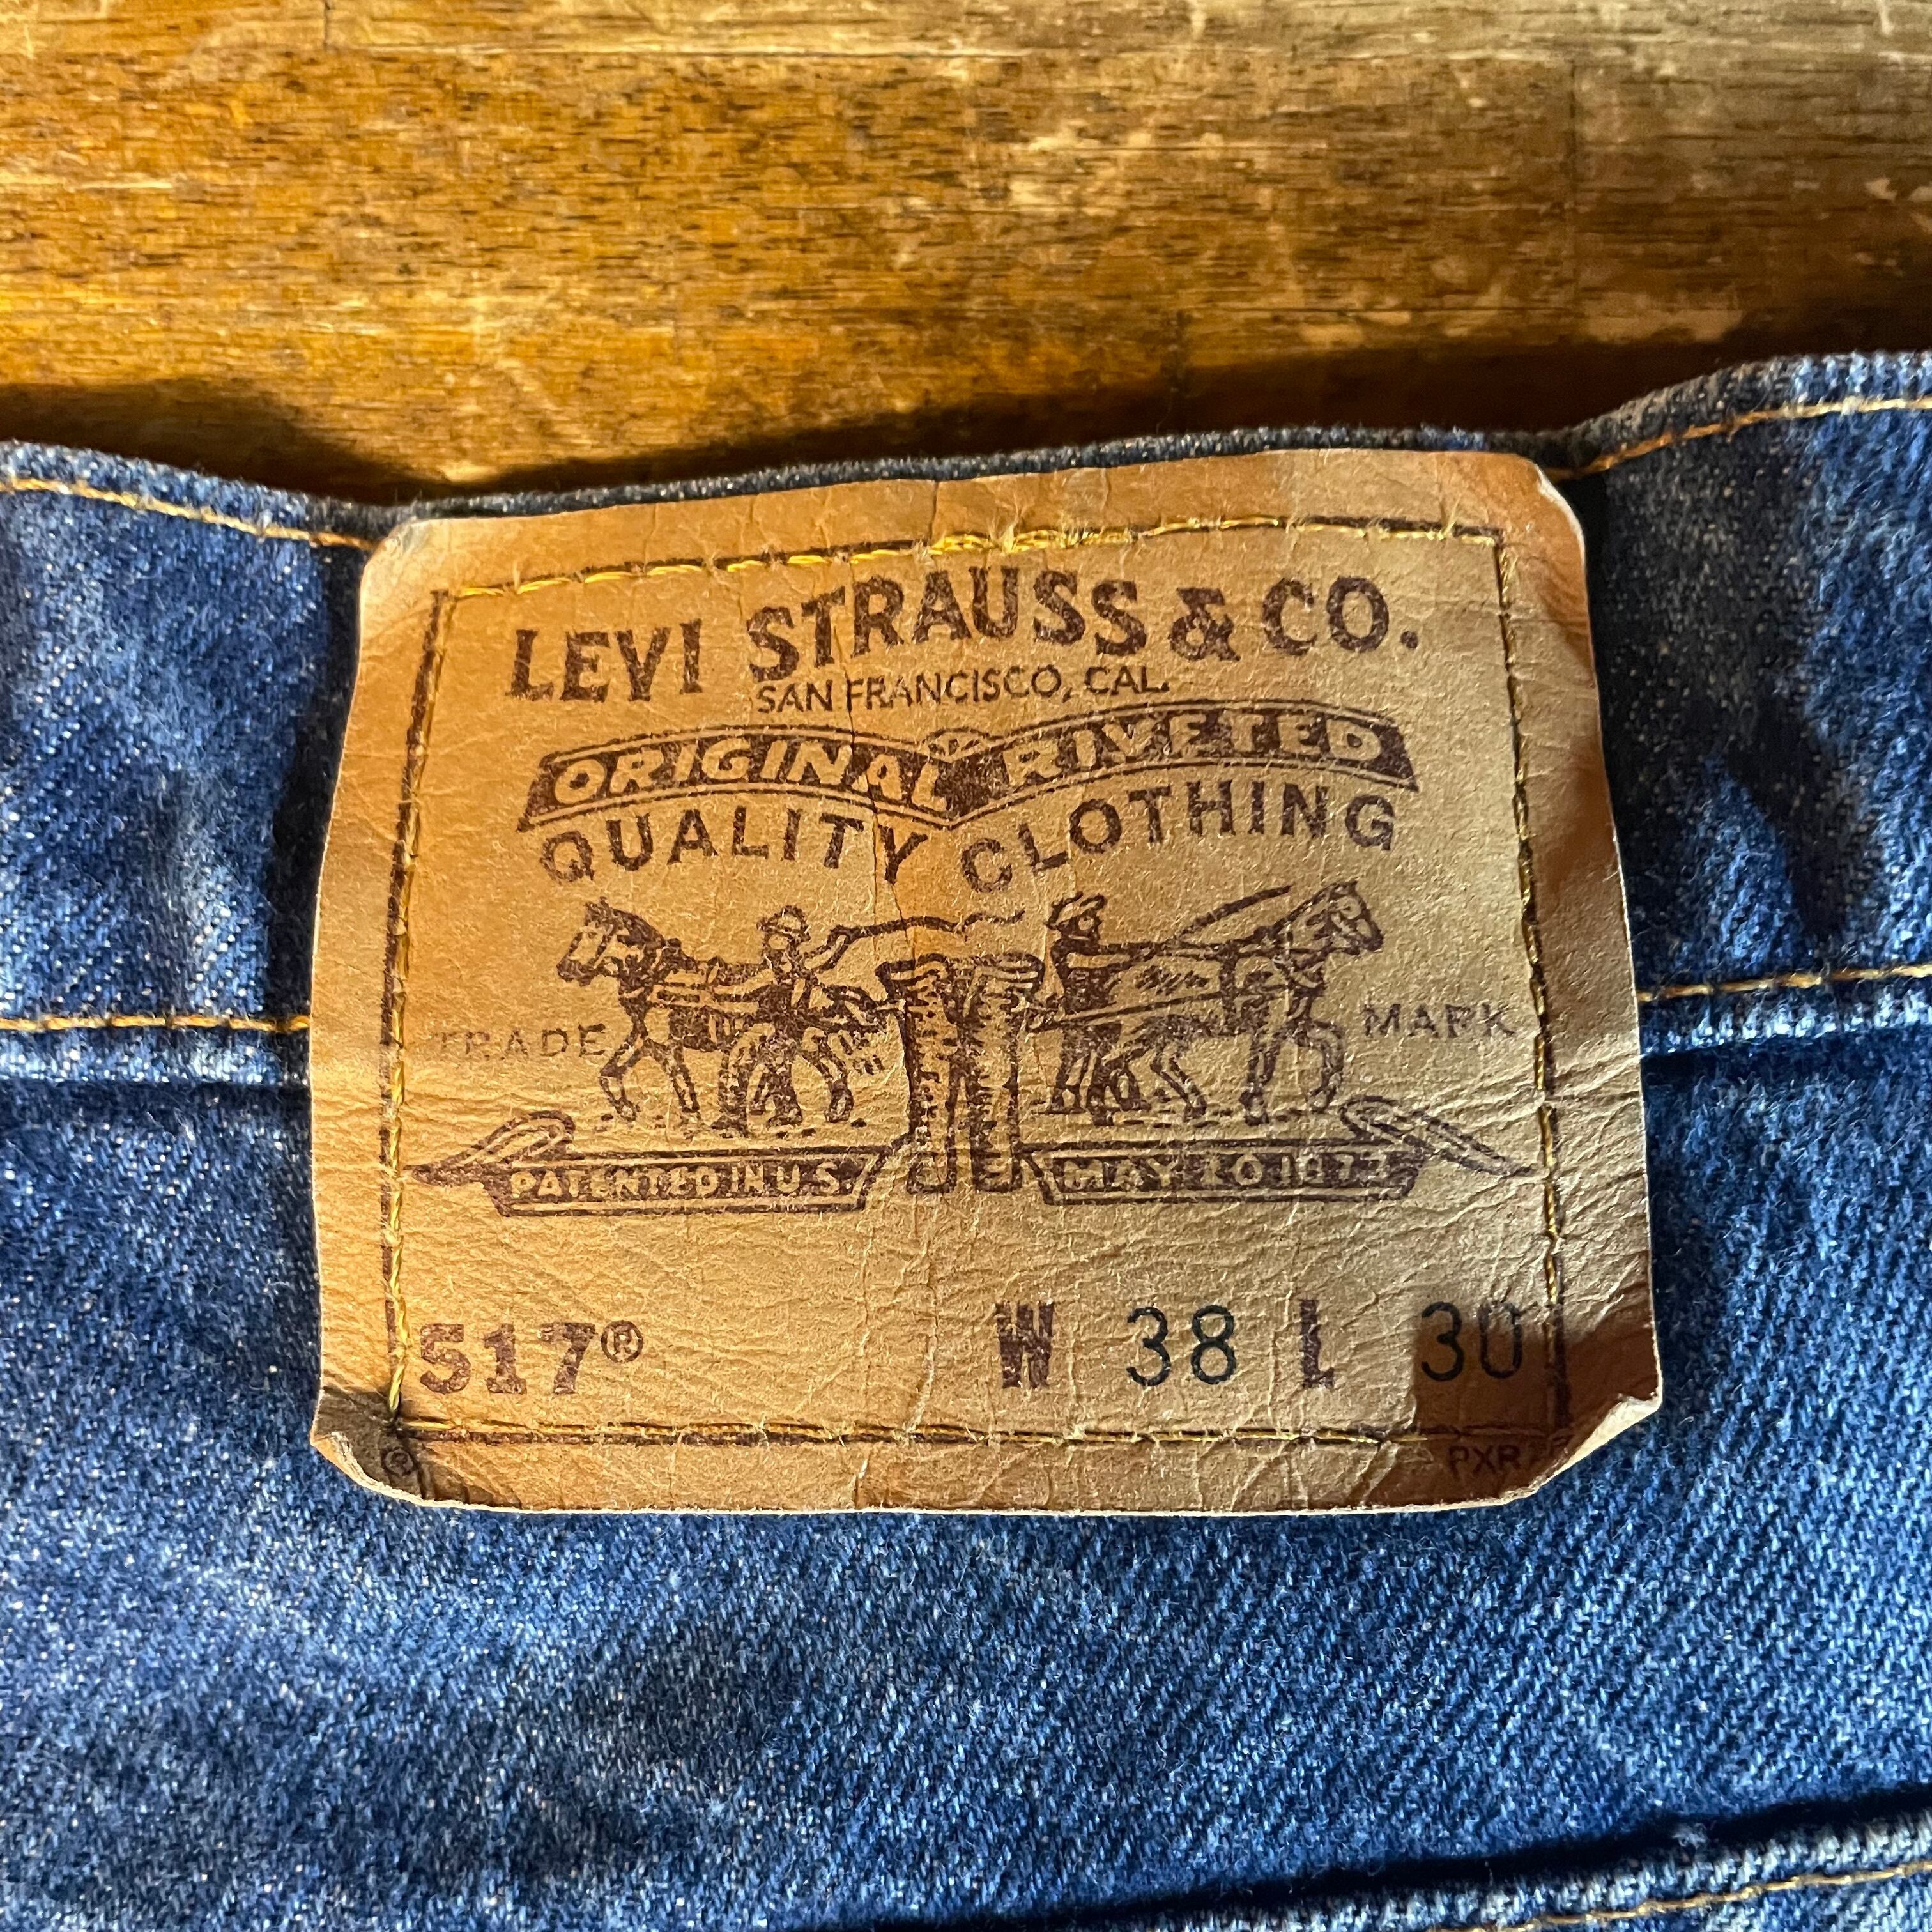 LEVI STRAUSS & CO.
SAN FRANCISCO, CAL.
ORIGINAL RIVETED
QUALITY CLOTHING
TRADE MARK
PATENTED IN U.S. MAY 20 1873
517® W 38 L 30
®